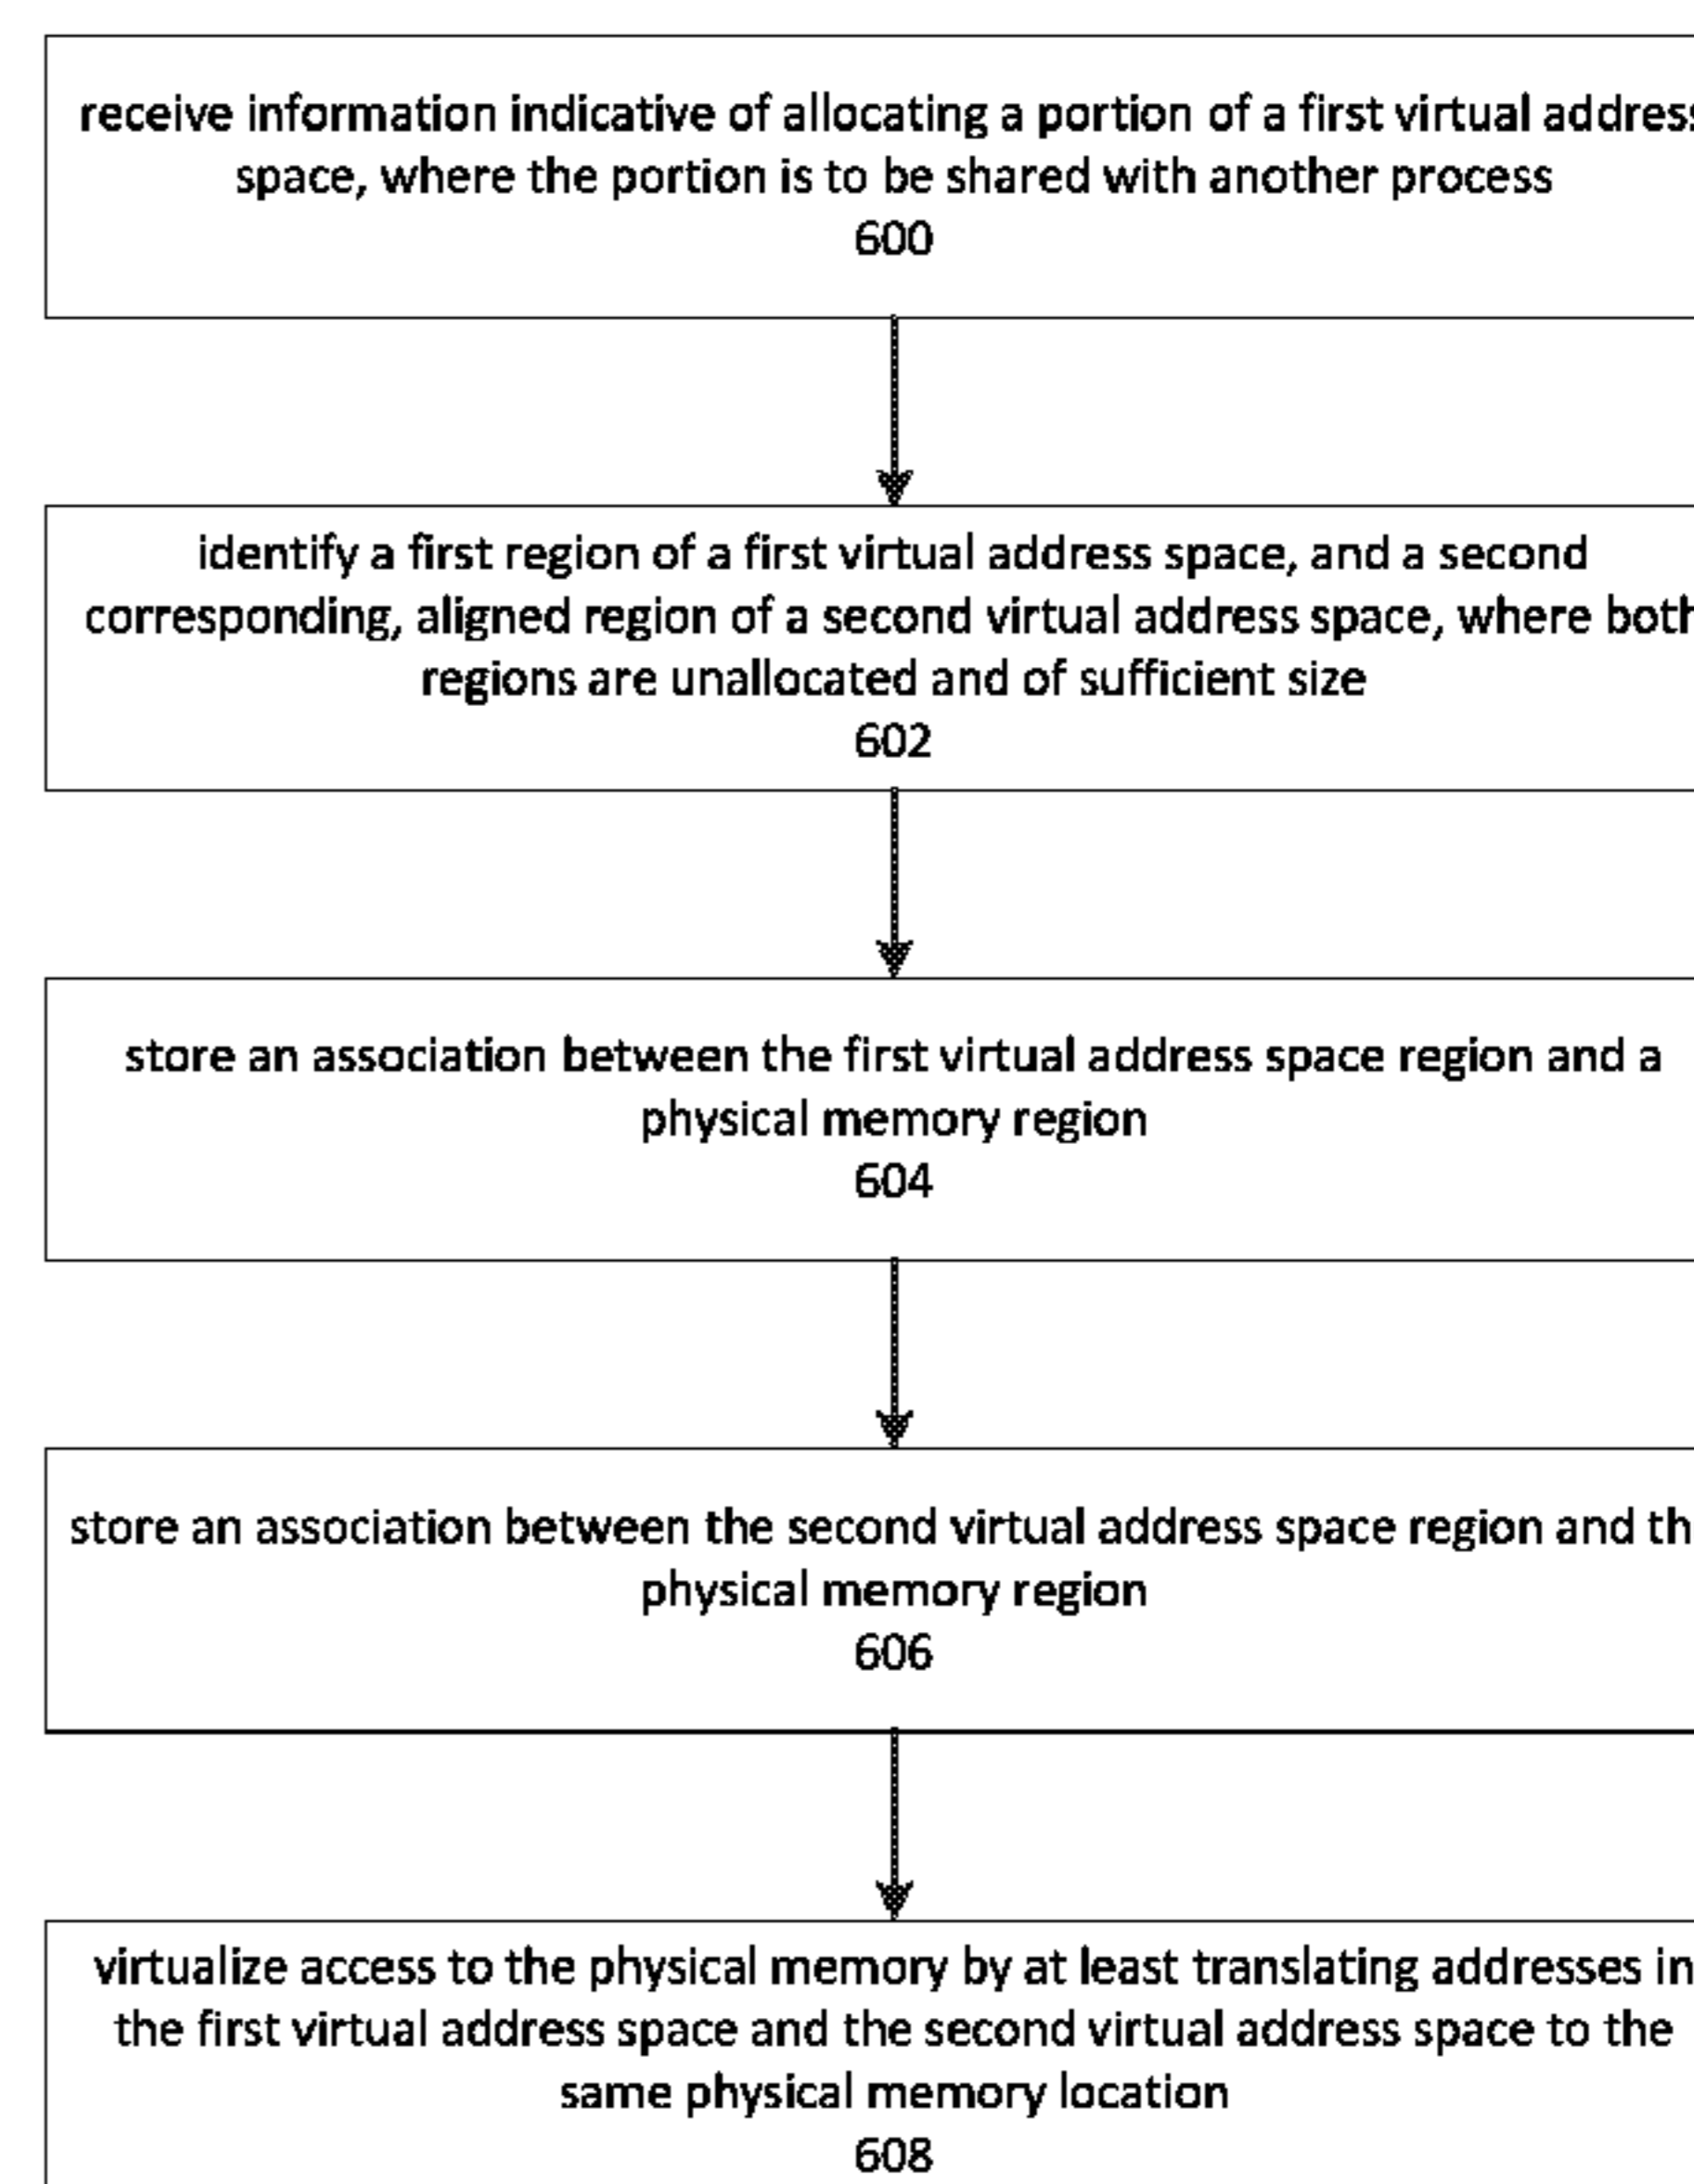 receive information indicative of allocating a portion of a first virtual address
space, where the portion is to be shared with another process
600
identify a first region of a first virtual address space, and a second
corresponding, aligned region of a second virtual address space, where both
regions are unallocated and of sufficient size
602
store an association between the first virtual address space region and a
physical memory region
604
store an association between the second virtual address space region and th
physical memory region
606
virtualize access to the physical memory by at least translating addresses in
the first virtual address space and the second virtual address space to the
same physical memory location
608